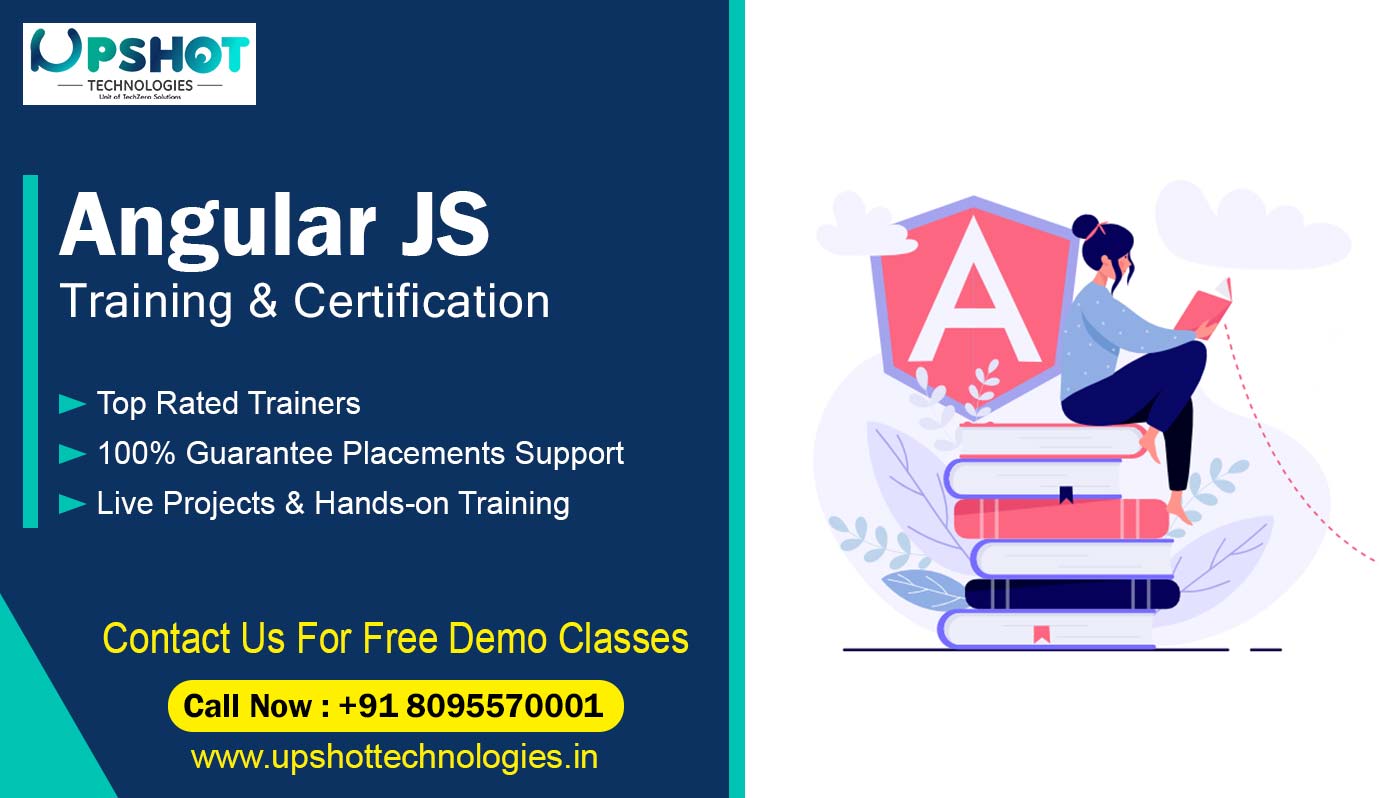 UPSHOT
TECHNOLOGIES
Unit of TechZero Solutions
Angular JS
Training & Certification
Top Rated Trainers
100% Guarantee Placements Support
Live Projects & Hands-on Training
Contact Us For Free Demo Classes
Call Now : +91 8095570001
www.upshottechnologies.in
A